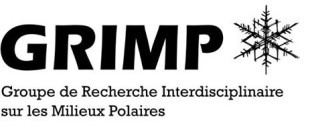 GRIMP
Groupe de Recherche Interdisciplinaire
sur les Milieux Polaires